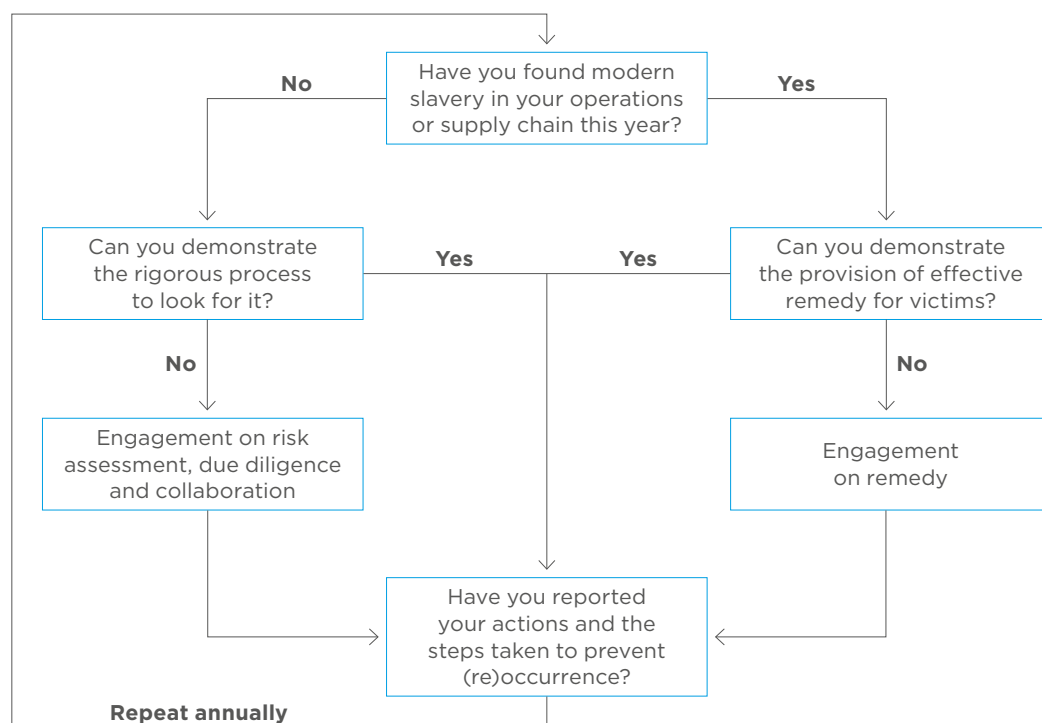 Have you found modern
slavery in your operations
or supply chain this year?
No
Yes
Can you demonstrate
the rigorous process
to look for it?
Yes
Yes
Can you demonstrate
the provision of effective
remedy for victims?
No
No
Engagement on risk
assessment, due diligence
and collaboration
Engagement
on remedy
Have you reported
your actions and the
steps taken to prevent
(re)occurrence?
Repeat annually